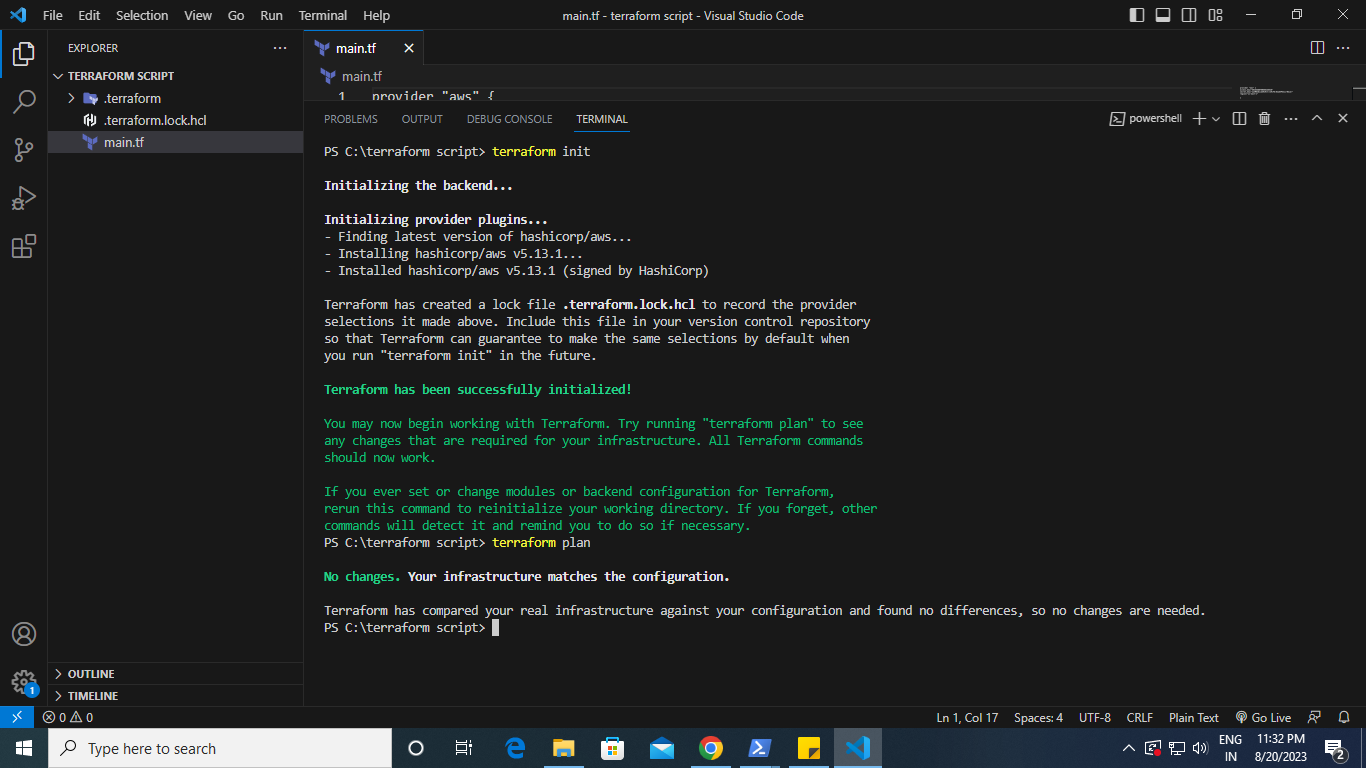 File Edit Selection View Go Run Terminal Help
main.tf - terraform script - Visual Studio Code
EXPLORER
TERRAFORM SCRIPT
.terraform
.terraform.lock.hcl
main.tf
OUTLINE
TIMELINE
main.tf
main.tf
1 provider "aws" {
PROBLEMS OUTPUT DEBUG CONSOLE TERMINAL
powershell
PS C:\terraform script> terraform init
Initializing the backend...
Initializing provider plugins...
- Finding latest version of hashicorp/aws...
- Installing hashicorp/aws v5.13.1...
- Installed hashicorp/aws v5.13.1 (signed by HashiCorp)
Terraform has created a lock file .terraform.lock.hcl to record the provider
selections it made above. Include this file in your version control repository
so that Terraform can guarantee to make the same selections by default when
you run "terraform init" in the future.
Terraform has been successfully initialized!
You may now begin working with Terraform. Try running "terraform plan" to see
any changes that are required for your infrastructure. All Terraform commands
should now work.
If you ever set or change modules or backend configuration for Terraform,
rerun this command to reinitialize your working directory. If you forget, other
commands will detect it and remind you to do so if necessary.
PS C:\terraform script> terraform plan
No changes. Your infrastructure matches the configuration.
Terraform has compared your real infrastructure against your configuration and found no differences, so no changes are needed.
PS C:\terraform script>
1
0 0
Ln 1, Col 17 Spaces: 4 UTF-8 CRLF Plain Text Go Live
Type here to search
ENG
IN
11:32 PM
8/20/2023
2